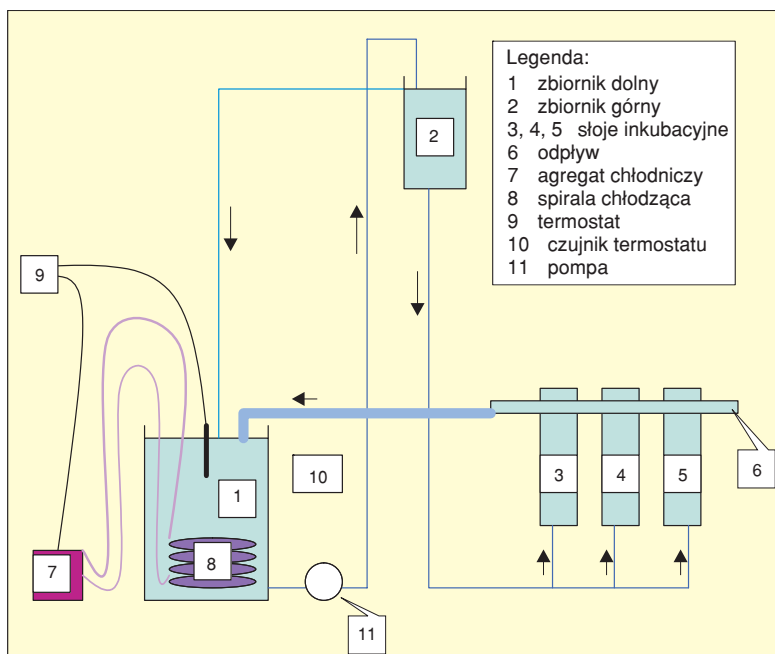 Legenda:
1 zbiornik dolny
2 zbiornik górny
3, 4, 5 słoje inkubacyjne
6 odpływ
7 agregat chłodniczy
8 spirala chłodząca
9 termostat
10 czujnik termostatu
11 pompa
2
9
10
1
3
4
5
6
7
8
11